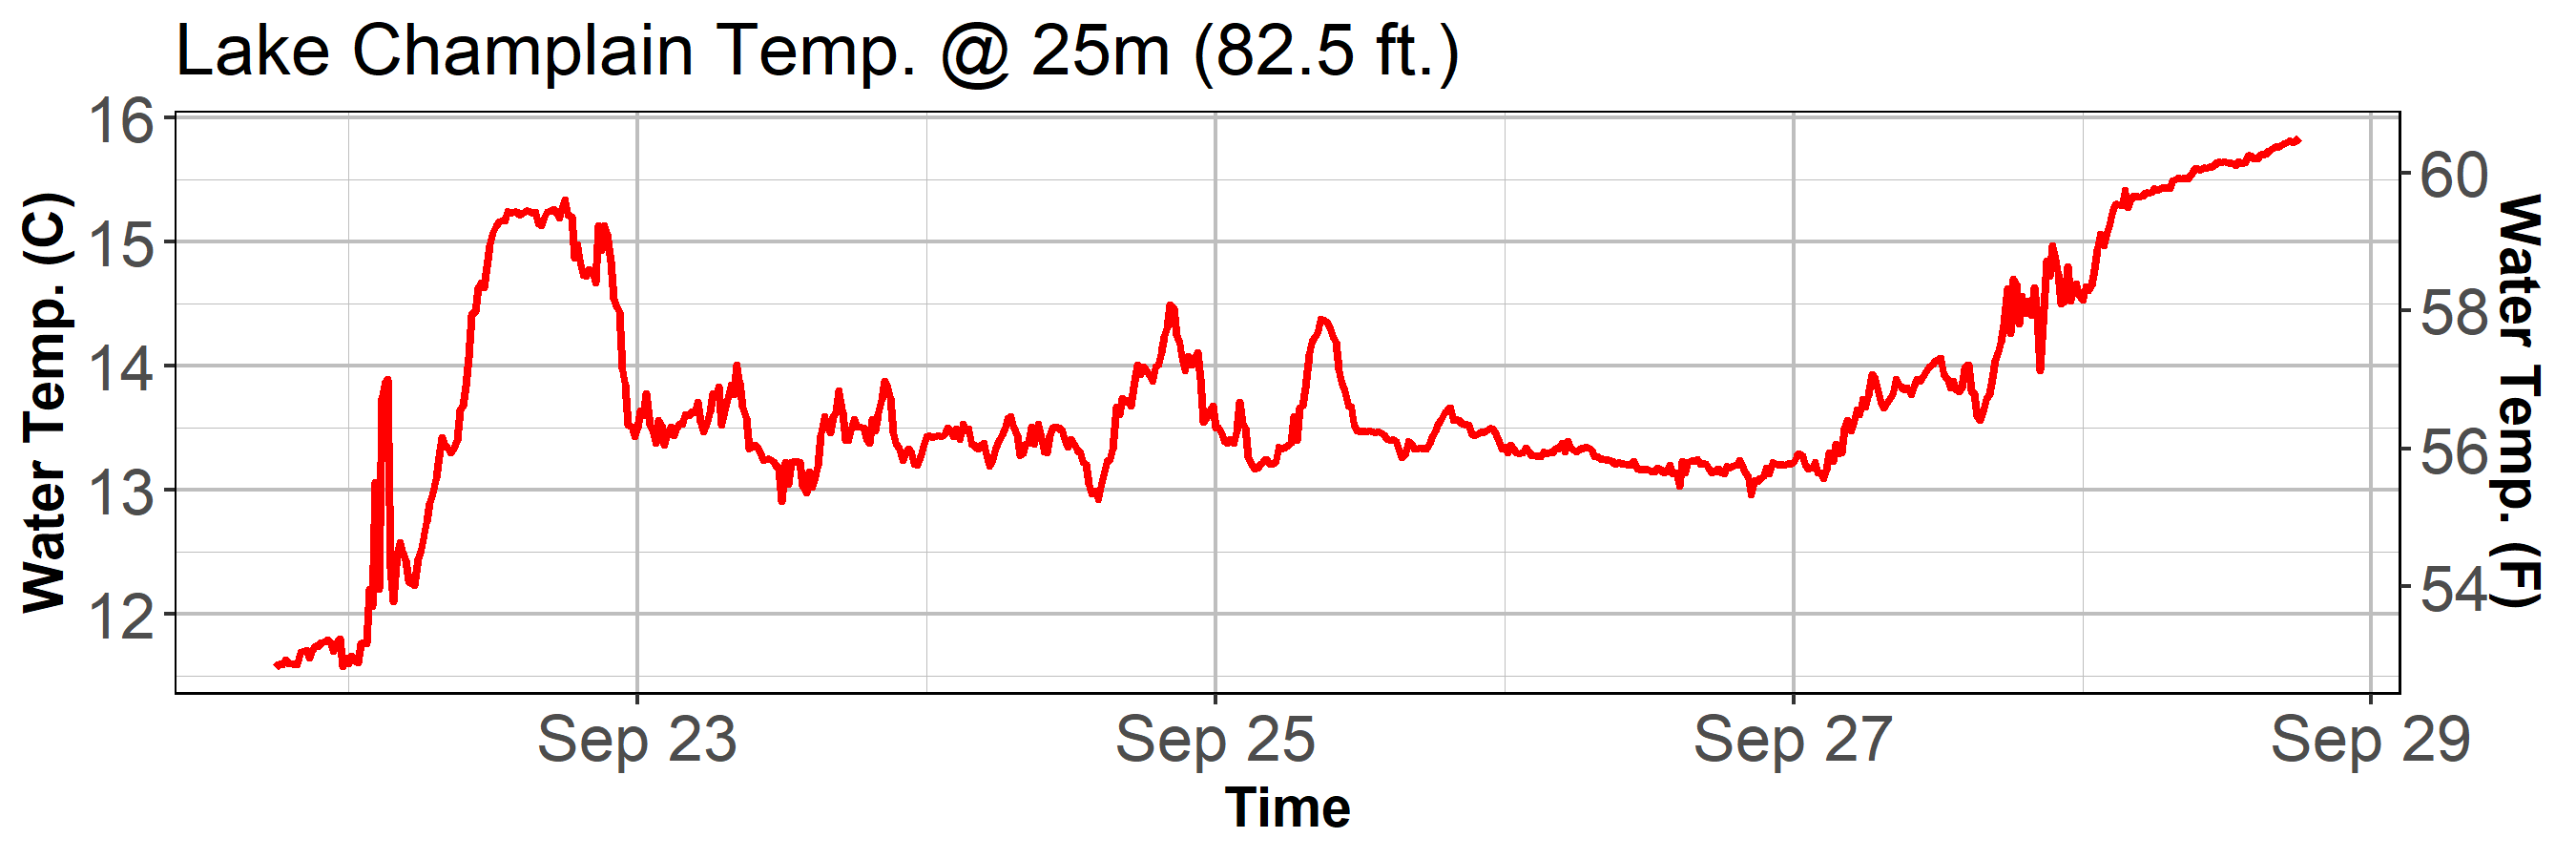 Lake Champlain Temp. @ 25m (82.5 ft.)
Water Temp. (C)
16
15
14
13
12
60
58
56
54
Water Temp. (F)
Sep 23
Sep 25
Sep 27
Sep 29
Time